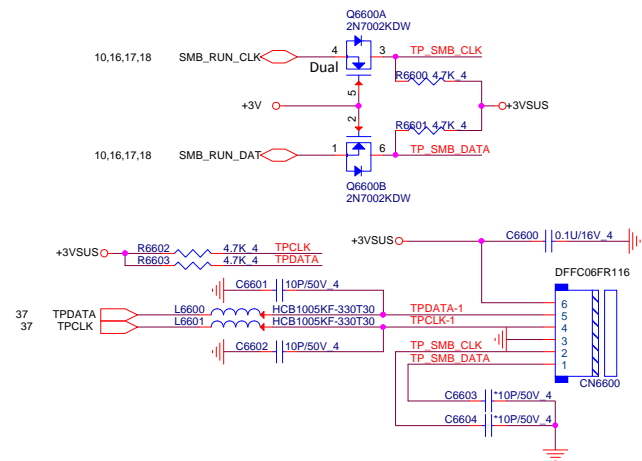 Q6600A
2N7002KDW
10,16,17,18 SMB_RUN_CLK 4 3 TP_SMB_CLK
Dual
R6600 4.7K_4
5
+3V +3VSUS
2
R6601 4.7K_4
10,16,17,18 SMB_RUN_DAT 1 6 TP_SMB_DATA
Q6600B
2N7002KDW
+3VSUS R6602 4.7K_4 TPCLK
R6603 4.7K_4 TPDATA
+3VSUS C6600 0.1U/16V_4
DFFC06FR116
C6601 10P/50V_4
37 TPDATA L6600 HCB1005KF-330T30 TPDATA-1
37 TPCLK L6601 HCB1005KF-330T30 TPCLK-1
C6602 10P/50V_4
TP_SMB_CLK
TP_SMB_DATA
6
5
4
3
2
1
CN6600
C6603 *10P/50V_4
C6604 *10P/50V_4